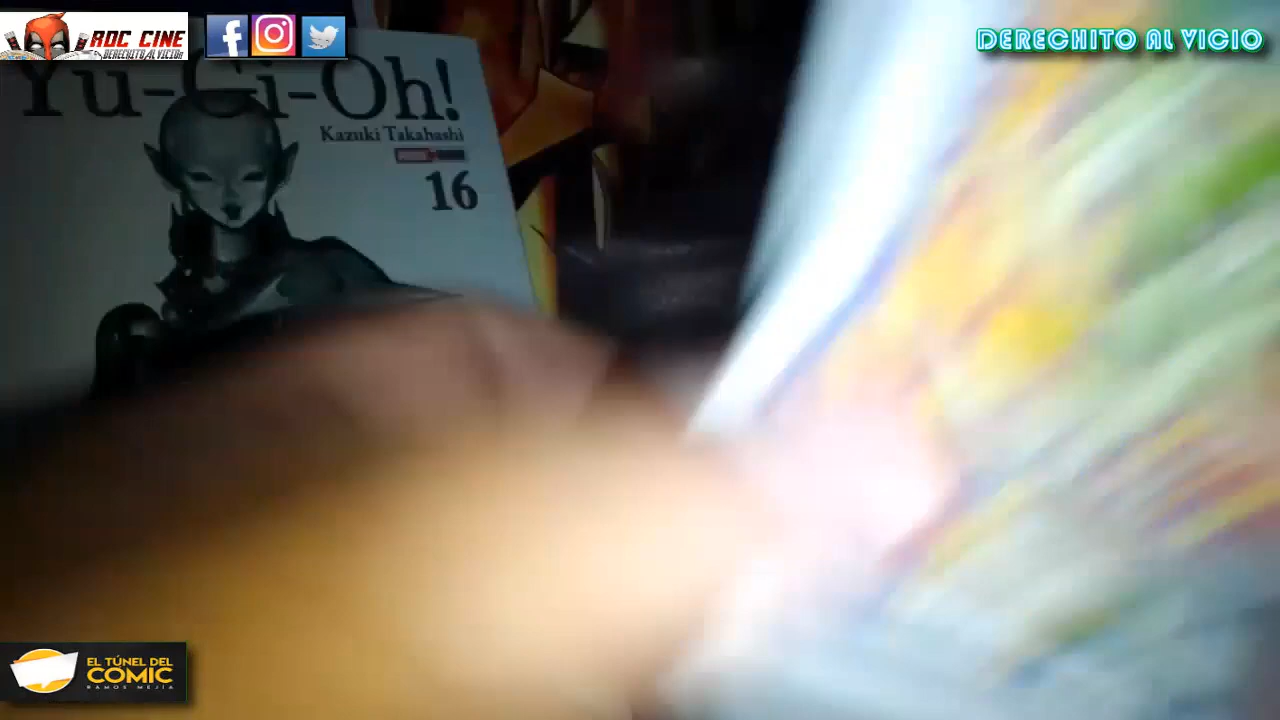 RDC CINE
DERECHITO AL VICIO
DERECHITO AL VICIO
Yu-Gi-Oh!
Kazuki Takahashi
16
EL TÚNEL DEL
COMIC
RAMOS MEJÍA